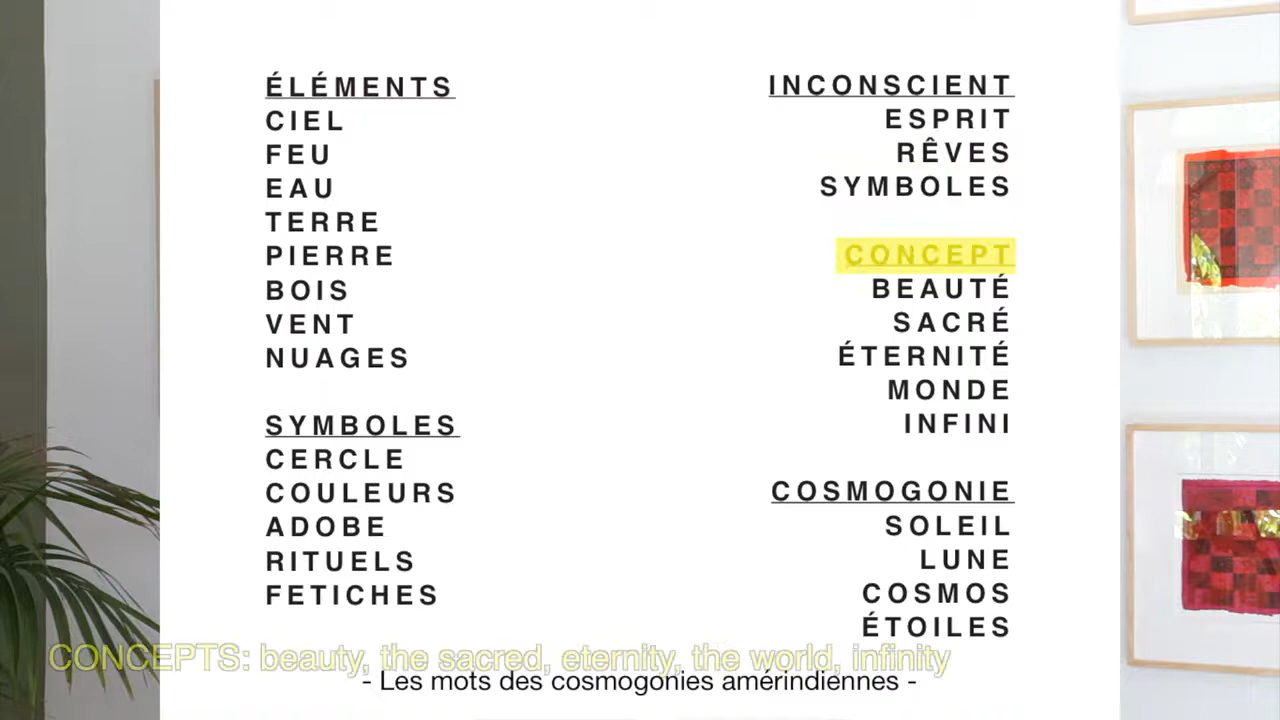 ÉLÉMENTS
CIEL
FEU
EAU
TERRE
PIERRE
BOIS
VENT
NUAGES
SYMBOLES
CERCLE
COULEURS
ADOBE
RITUELS
FETICHES
INCONSCIENT
ESPRIT
RÊVES
SYMBOLES
CONCEPT
BEAUTÉ
SACRÉ
ÉTERNITÉ
MONDE
INFINI
COSMOGONIE
SOLEIL
LUNE
COSMOS
ÉTOILES
CONCEPTS: beauty, the sacred, eternity, the world, infinity
- Les mots des cosmogonies amérindiennes -